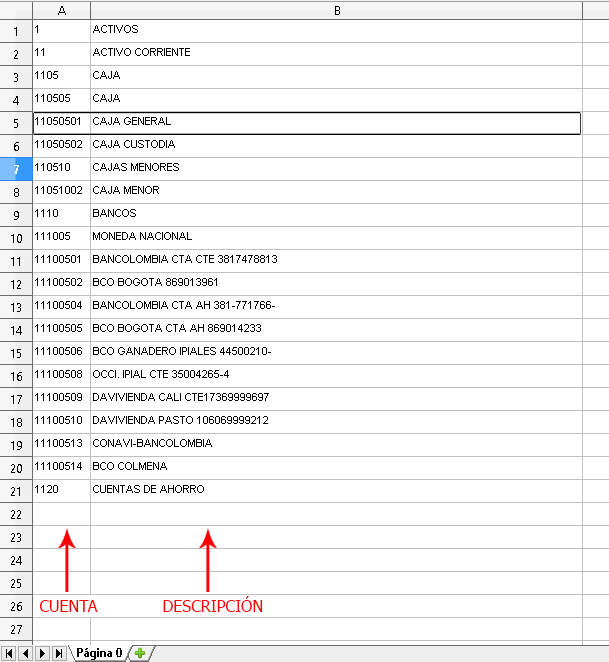 A B
1 1 ACTIVOS
2 11 ACTIVO CORRIENTE
3 1105 CAJA
4 110505 CAJA
5 11050501 CAJA GENERAL
6 11050502 CAJA CUSTODIA
7 110510 CAJAS MENORES
8 11051002 CAJA MENOR
9 1110 BANCOS
10 111005 MONEDA NACIONAL
11 11100501 BANCOLOMBIA CTA CTE 3817478813
12 11100502 BCO BOGOTA 869013961
13 11100504 BANCOLOMBIA CTA AH 381-771766-
14 11100505 BCO BOGOTA CTA AH 869014233
15 11100506 BCO GANADERO IPIALES 44500210-
16 11100508 OCCI. IPIAL CTE 35004265-4
17 11100509 DAVIVIENDA CALI CTE17369999697
18 11100510 DAVIVIENDA PASTO 106069999212
19 11100513 CONAVI-BANCOLOMBIA
20 11100514 BCO COLMENA
21 1120 CUENTAS DE AHORRO
22
23
24
25
26 CUENTA DESCRIPCIÓN
27
Página 0